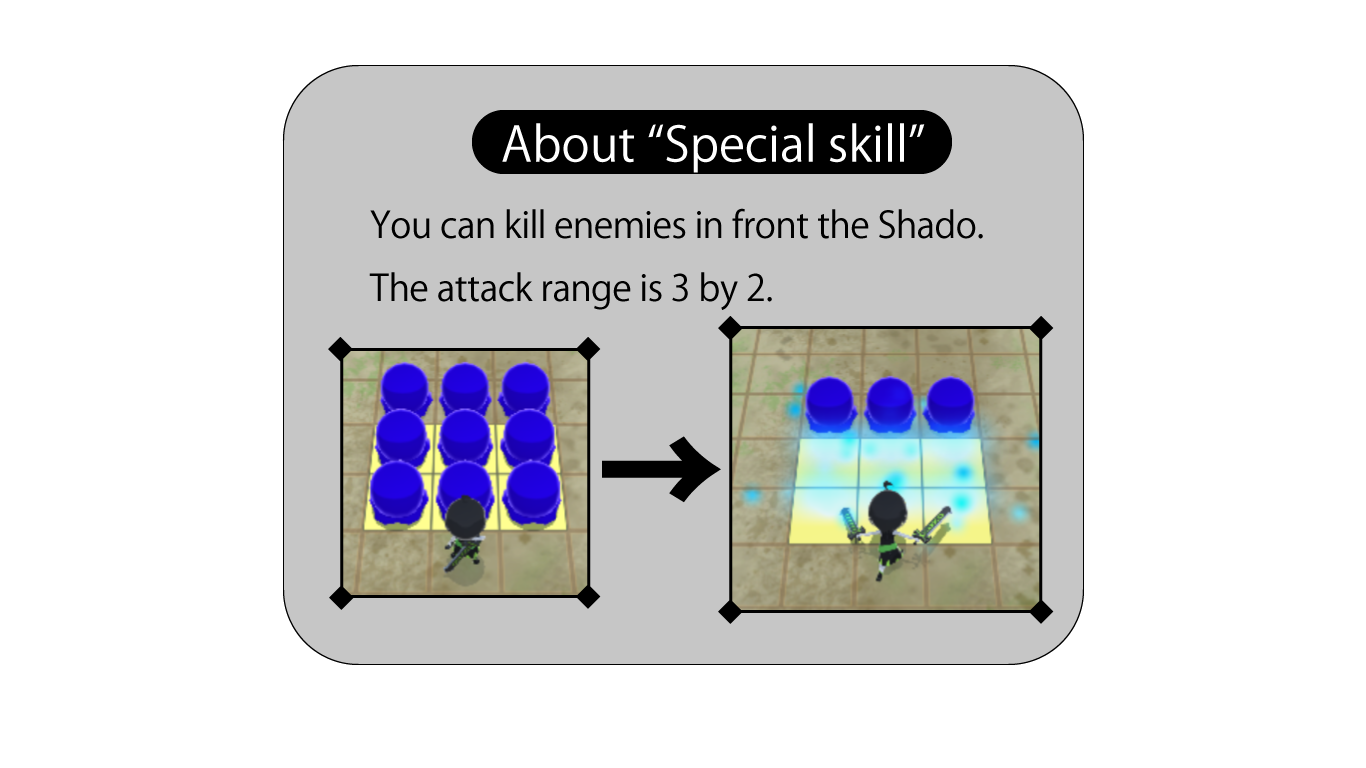 About “Special skill”
You can kill enemies in front the Shado.
The attack range is 3 by 2.